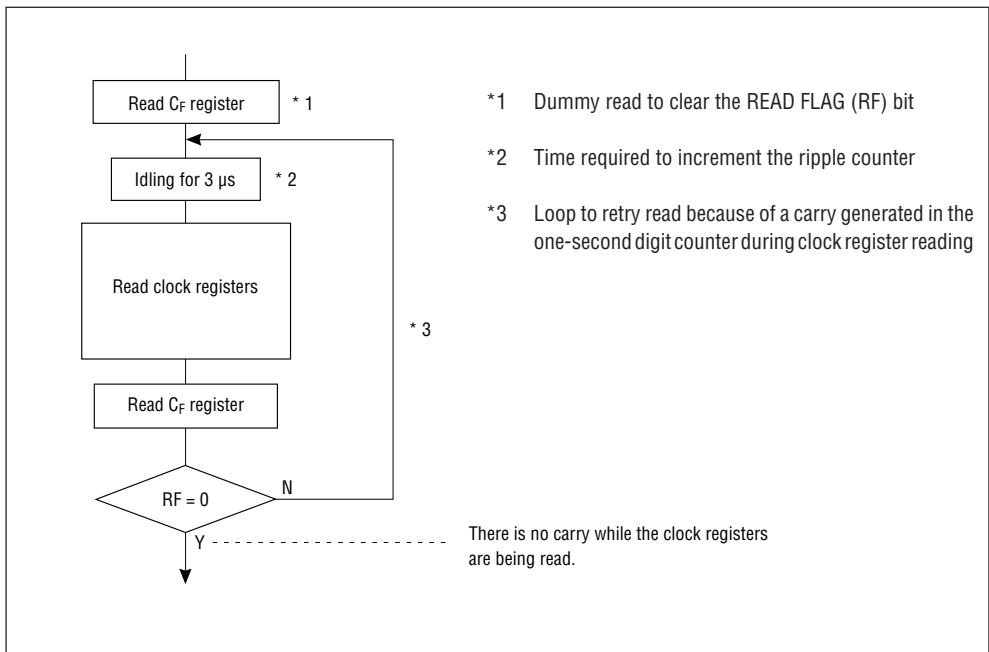 Read CF register * 1
Idling for 3 µs * 2
Read clock registers
* 3
Read CF register
RF = 0
N
Y
There is no carry while the clock registers
are being read.
*1 Dummy read to clear the READ FLAG (RF) bit
*2 Time required to increment the ripple counter
*3 Loop to retry read because of a carry generated in the
one-second digit counter during clock register reading